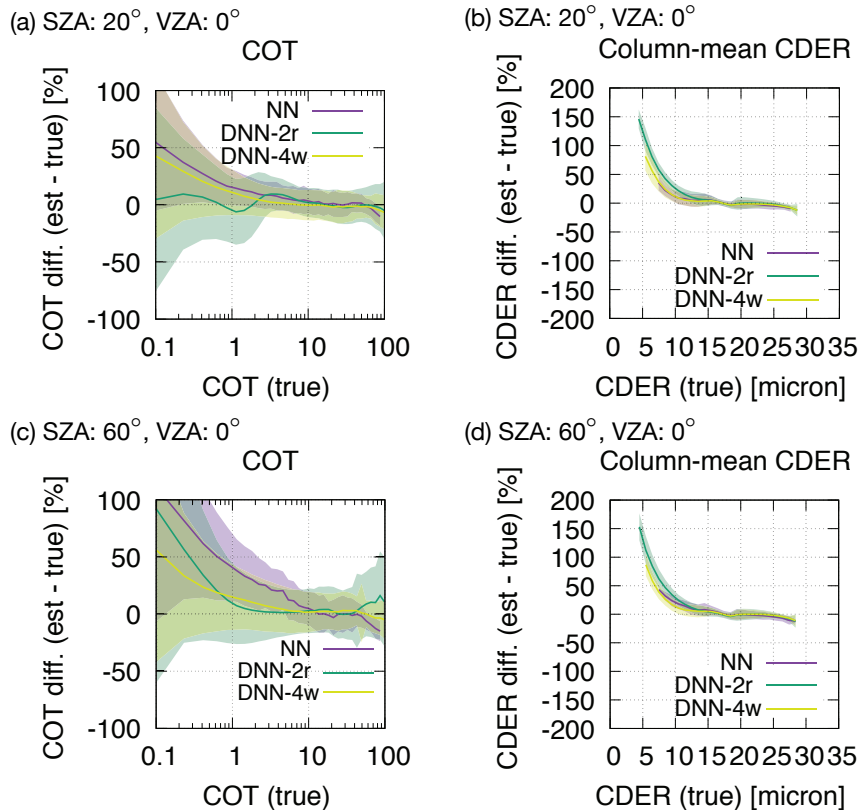 (a) SZA: 20°, VZA: 0°
COT
COT diff. (est - true) [%]
100
50
0
-50
-100
NN
DNN-2r
DNN-4w
0.1 1 10 100
COT (true)
(b) SZA: 20°, VZA: 0°
Column-mean CDER
CDER diff. (est - true) [%]
200
150
100
50
0
-50
-100
-150
-200
NN
DNN-2r
DNN-4w
0 5 10 15 20 25 30 35
CDER (true) [micron]
(c) SZA: 60°, VZA: 0°
COT
COT diff. (est - true) [%]
100
50
0
-50
-100
NN
DNN-2r
DNN-4w
0.1 1 10 100
COT (true)
(d) SZA: 60°, VZA: 0°
Column-mean CDER
CDER diff. (est - true) [%]
200
150
100
50
0
-50
-100
-150
-200
NN
DNN-2r
DNN-4w
0 5 10 15 20 25 30 35
CDER (true) [micron]